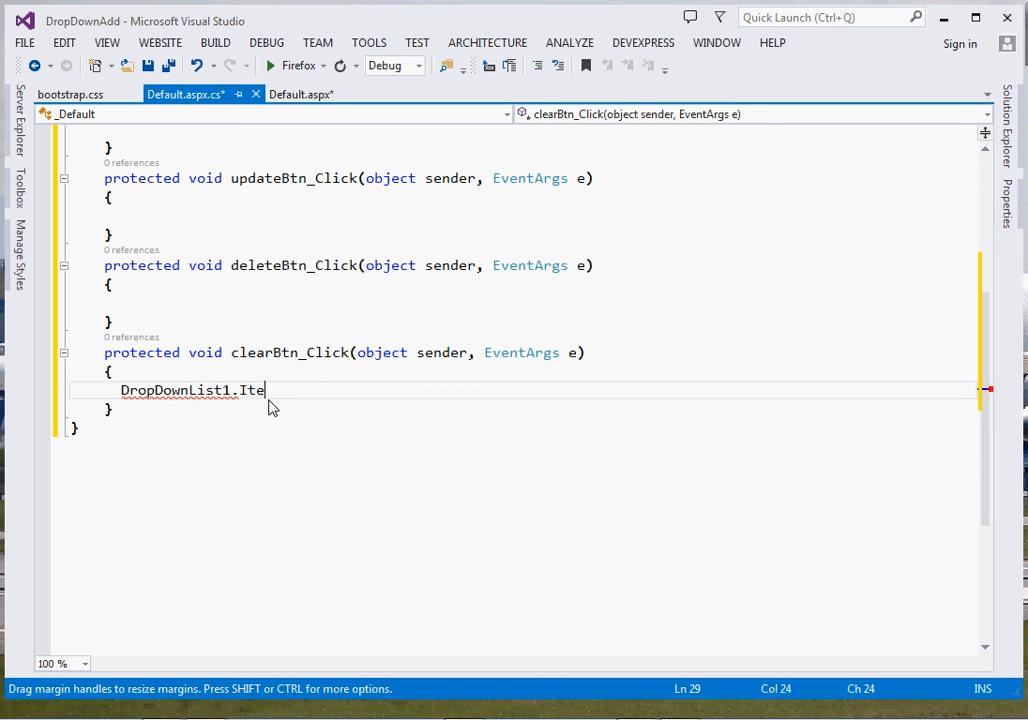 DropDownAdd - Microsoft Visual Studio
Quick Launch (Ctrl+Q)
FILE EDIT VIEW WEBSITE BUILD DEBUG TEAM TOOLS TEST ARCHITECTURE ANALYZE DEVEXPRESS WINDOW HELP
Sign in
Firefox
Debug
Server Explorer
Toolbox
Manage Styles
bootstrap.css
Default.aspx.cs*
Default.aspx*
_Default
clearBtn_Click(object sender, EventArgs e)
}
0 references
protected void updateBtn_Click(object sender, EventArgs e)
{
}
0 references
protected void deleteBtn_Click(object sender, EventArgs e)
{
}
0 references
protected void clearBtn_Click(object sender, EventArgs e)
{
DropDownList1.Ite
}
}
Solution Explorer
Properties
100 %
Drag margin handles to resize margins. Press SHIFT or CTRL for more options.
Ln 29
Col 24
Ch 24
INS